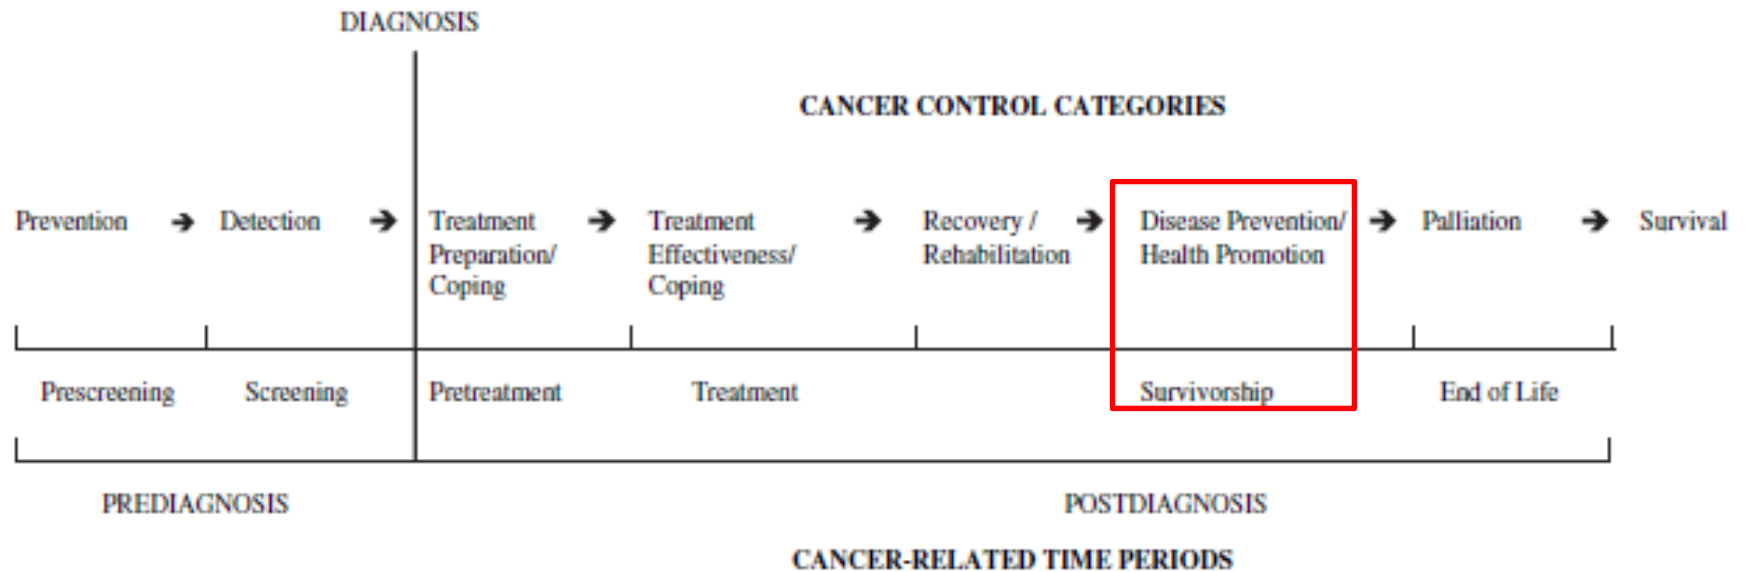 DIAGNOSIS
CANCER CONTROL CATEGORIES
Prevention ➔ Detection ➔ Treatment ➔ Treatment ➔ Recovery / ➔ Disease Prevention/ ➔ Palliation ➔ Survival
Preparation/ Effectiveness/ Rehabilitation Health Promotion
Coping Coping
Prescreening Screening Pretreatment Treatment Survivorship End of Life
PREDIAGNOSIS POSTDIAGNOSIS
CANCER-RELATED TIME PERIODS